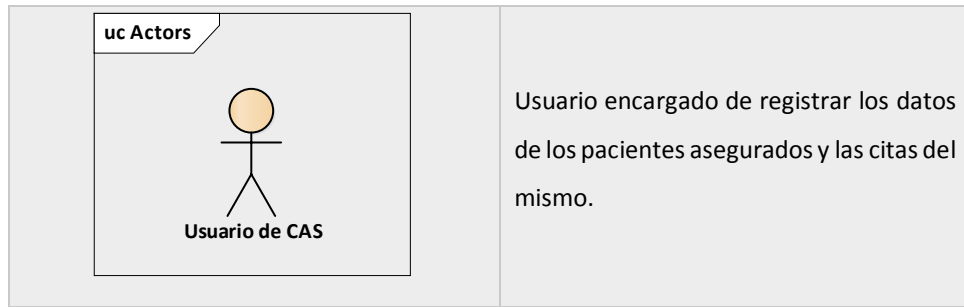 uc Actors
Usuario de CAS
Usuario encargado de registrar los datos
de los pacientes asegurados y las citas del
mismo.